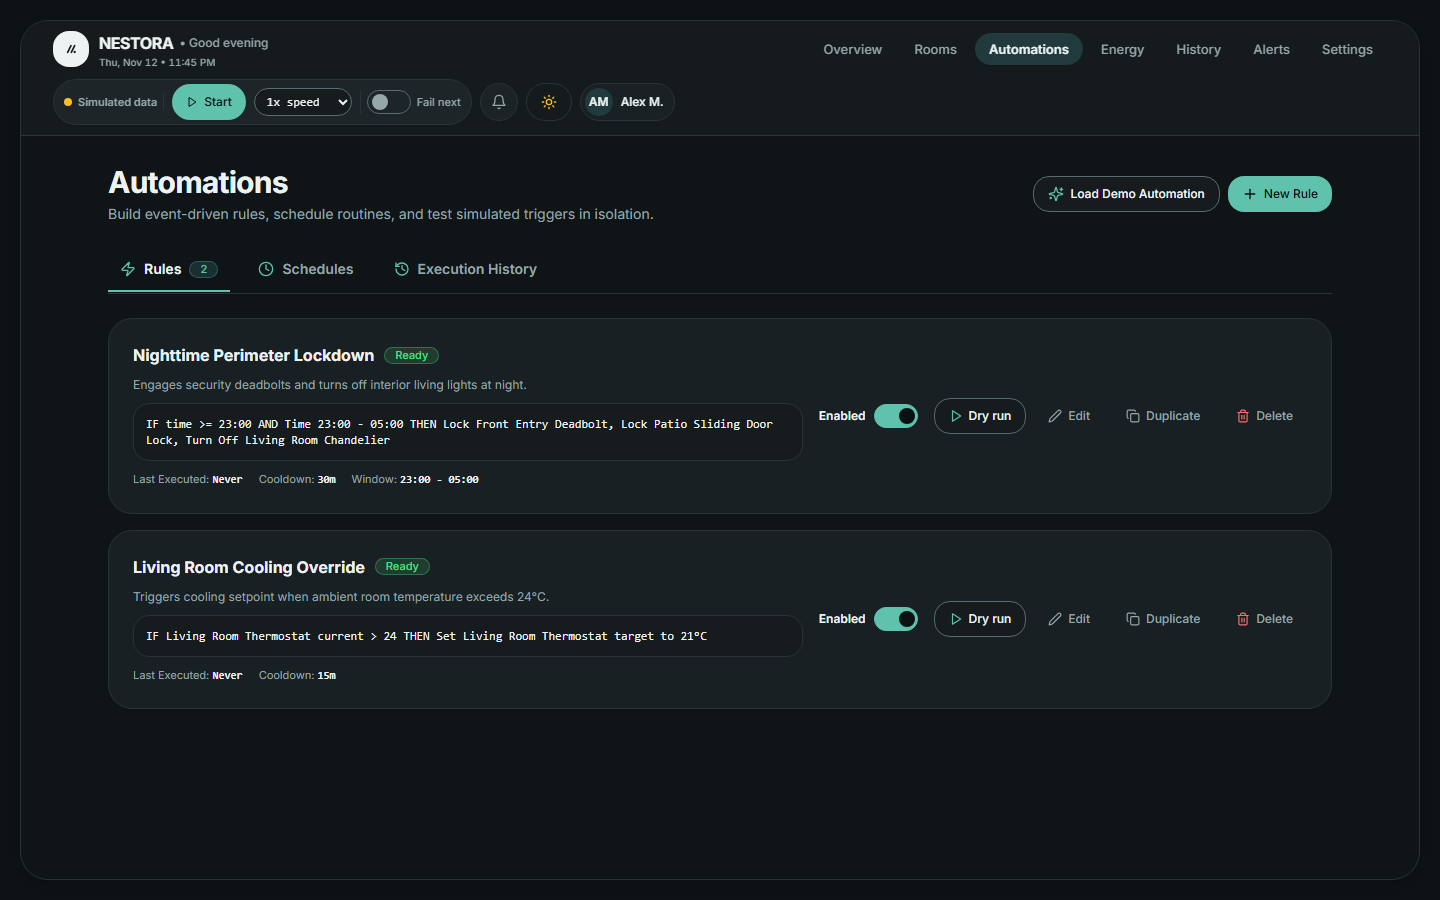 NESTORA • Good evening
Thu, Nov 12 • 11:45 PM
Overview Rooms Automations Energy History Alerts Settings
Simulated data Start 1x speed Fail next AM Alex M.
Automations
Build event-driven rules, schedule routines, and test simulated triggers in isolation.
Load Demo Automation New Rule
Rules 2 Schedules Execution History
Nighttime Perimeter Lockdown Ready
Engages security deadbolts and turns off interior living lights at night.
IF time >= 23:00 AND Time 23:00 - 05:00 THEN Lock Front Entry Deadbolt, Lock Patio Sliding Door
Lock, Turn Off Living Room Chandelier
Last Executed: Never Cooldown: 30m Window: 23:00 - 05:00
Enabled Dry run Edit Duplicate Delete
Living Room Cooling Override Ready
Triggers cooling setpoint when ambient room temperature exceeds 24°C.
IF Living Room Thermostat current > 24 THEN Set Living Room Thermostat target to 21°C
Last Executed: Never Cooldown: 15m
Enabled Dry run Edit Duplicate Delete